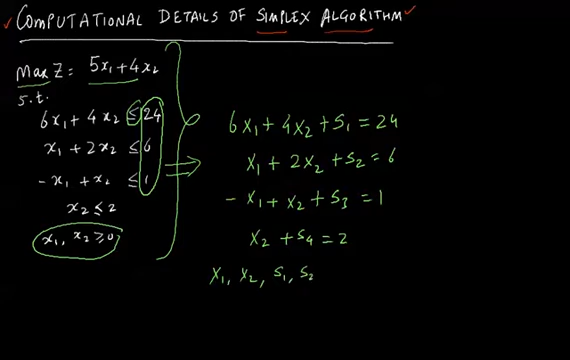 COMPUTATIONAL DETAILS OF SIMPLEX ALGORITHM
Max Z = 5x₁ + 4x₂
s.t.
6x₁ + 4x₂ ≤ 24
x₁ + 2x₂ ≤ 6
-x₁ + x₂ ≤ 1
x₂ ≤ 2
x₁, x₂ ≥ 0
6x₁ + 4x₂ + s₁ = 24
x₁ + 2x₂ + s₂ = 6
-x₁ + x₂ + s₃ = 1
x₂ + s₄ = 2
x₁, x₂, s₁, s₂